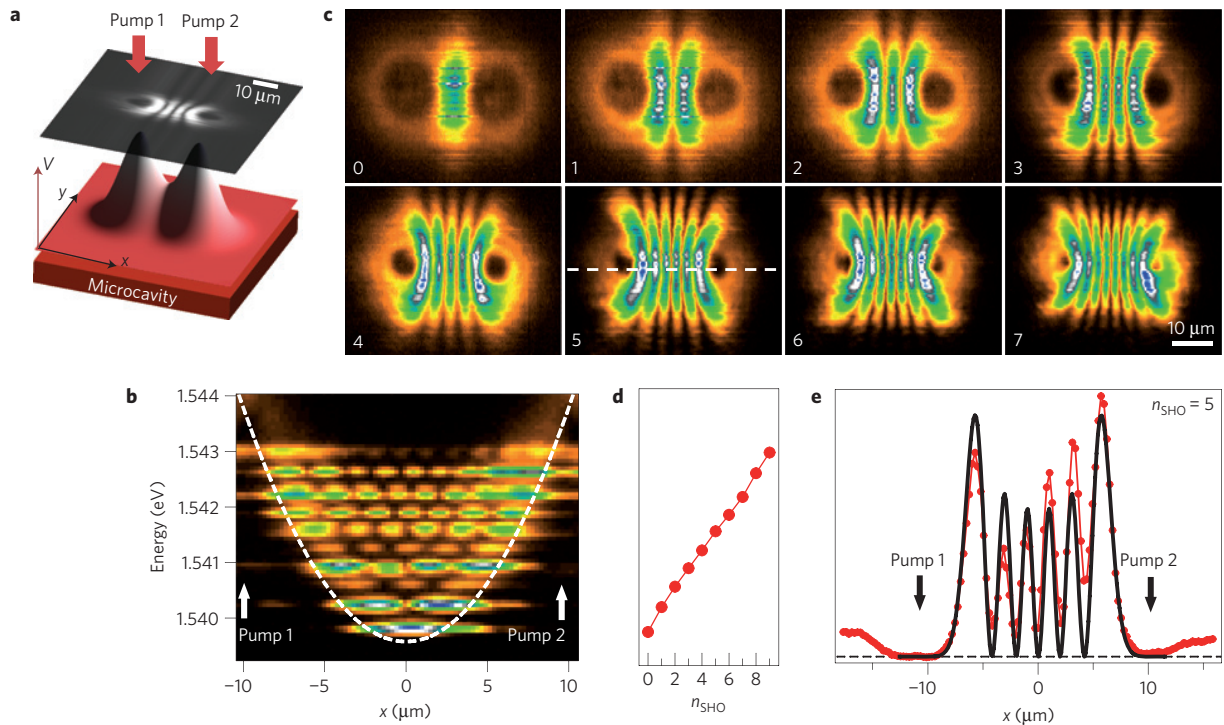 a
Pump 1 Pump 2
10 μm
V
y
x
Microcavity
c
0
1
2
3
4
5
6
7
10 μm
b
1.544
1.543
1.542
1.541
1.540
Energy (eV)
Pump 1
Pump 2
−10 −5 0 5 10
x (μm)
d
0 2 4 6 8
nSHO
e
nSHO = 5
Pump 1
Pump 2
−10 0 10
x (μm)